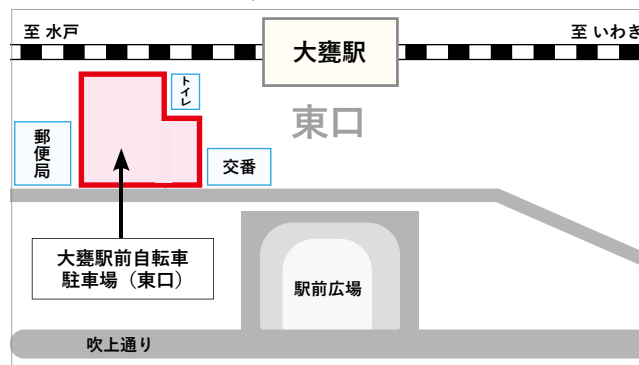 至 水戸
大甕駅
至 いわき
トイレ
東口
郵便局
交番
大甕駅前自転車
駐車場（東口）
駅前広場
吹上通り